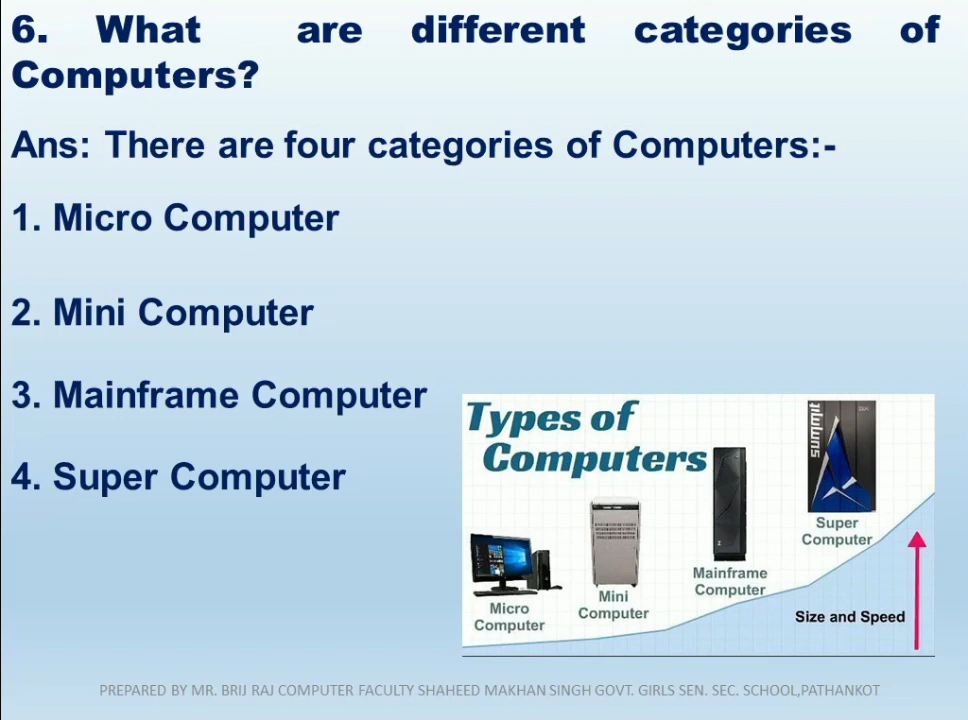 6. What are different categories of
Computers?
Ans: There are four categories of Computers:-
1. Micro Computer
2. Mini Computer
3. Mainframe Computer
4. Super Computer
Types of
Computers
summit
Super
Computer
Mainframe
Computer
Mini
Computer
Micro
Computer
Size and Speed
PREPARED BY MR. BRIJ RAJ COMPUTER FACULTY SHAHEED MAKHAN SINGH GOVT. GIRLS SEN. SEC. SCHOOL,PATHANKOT